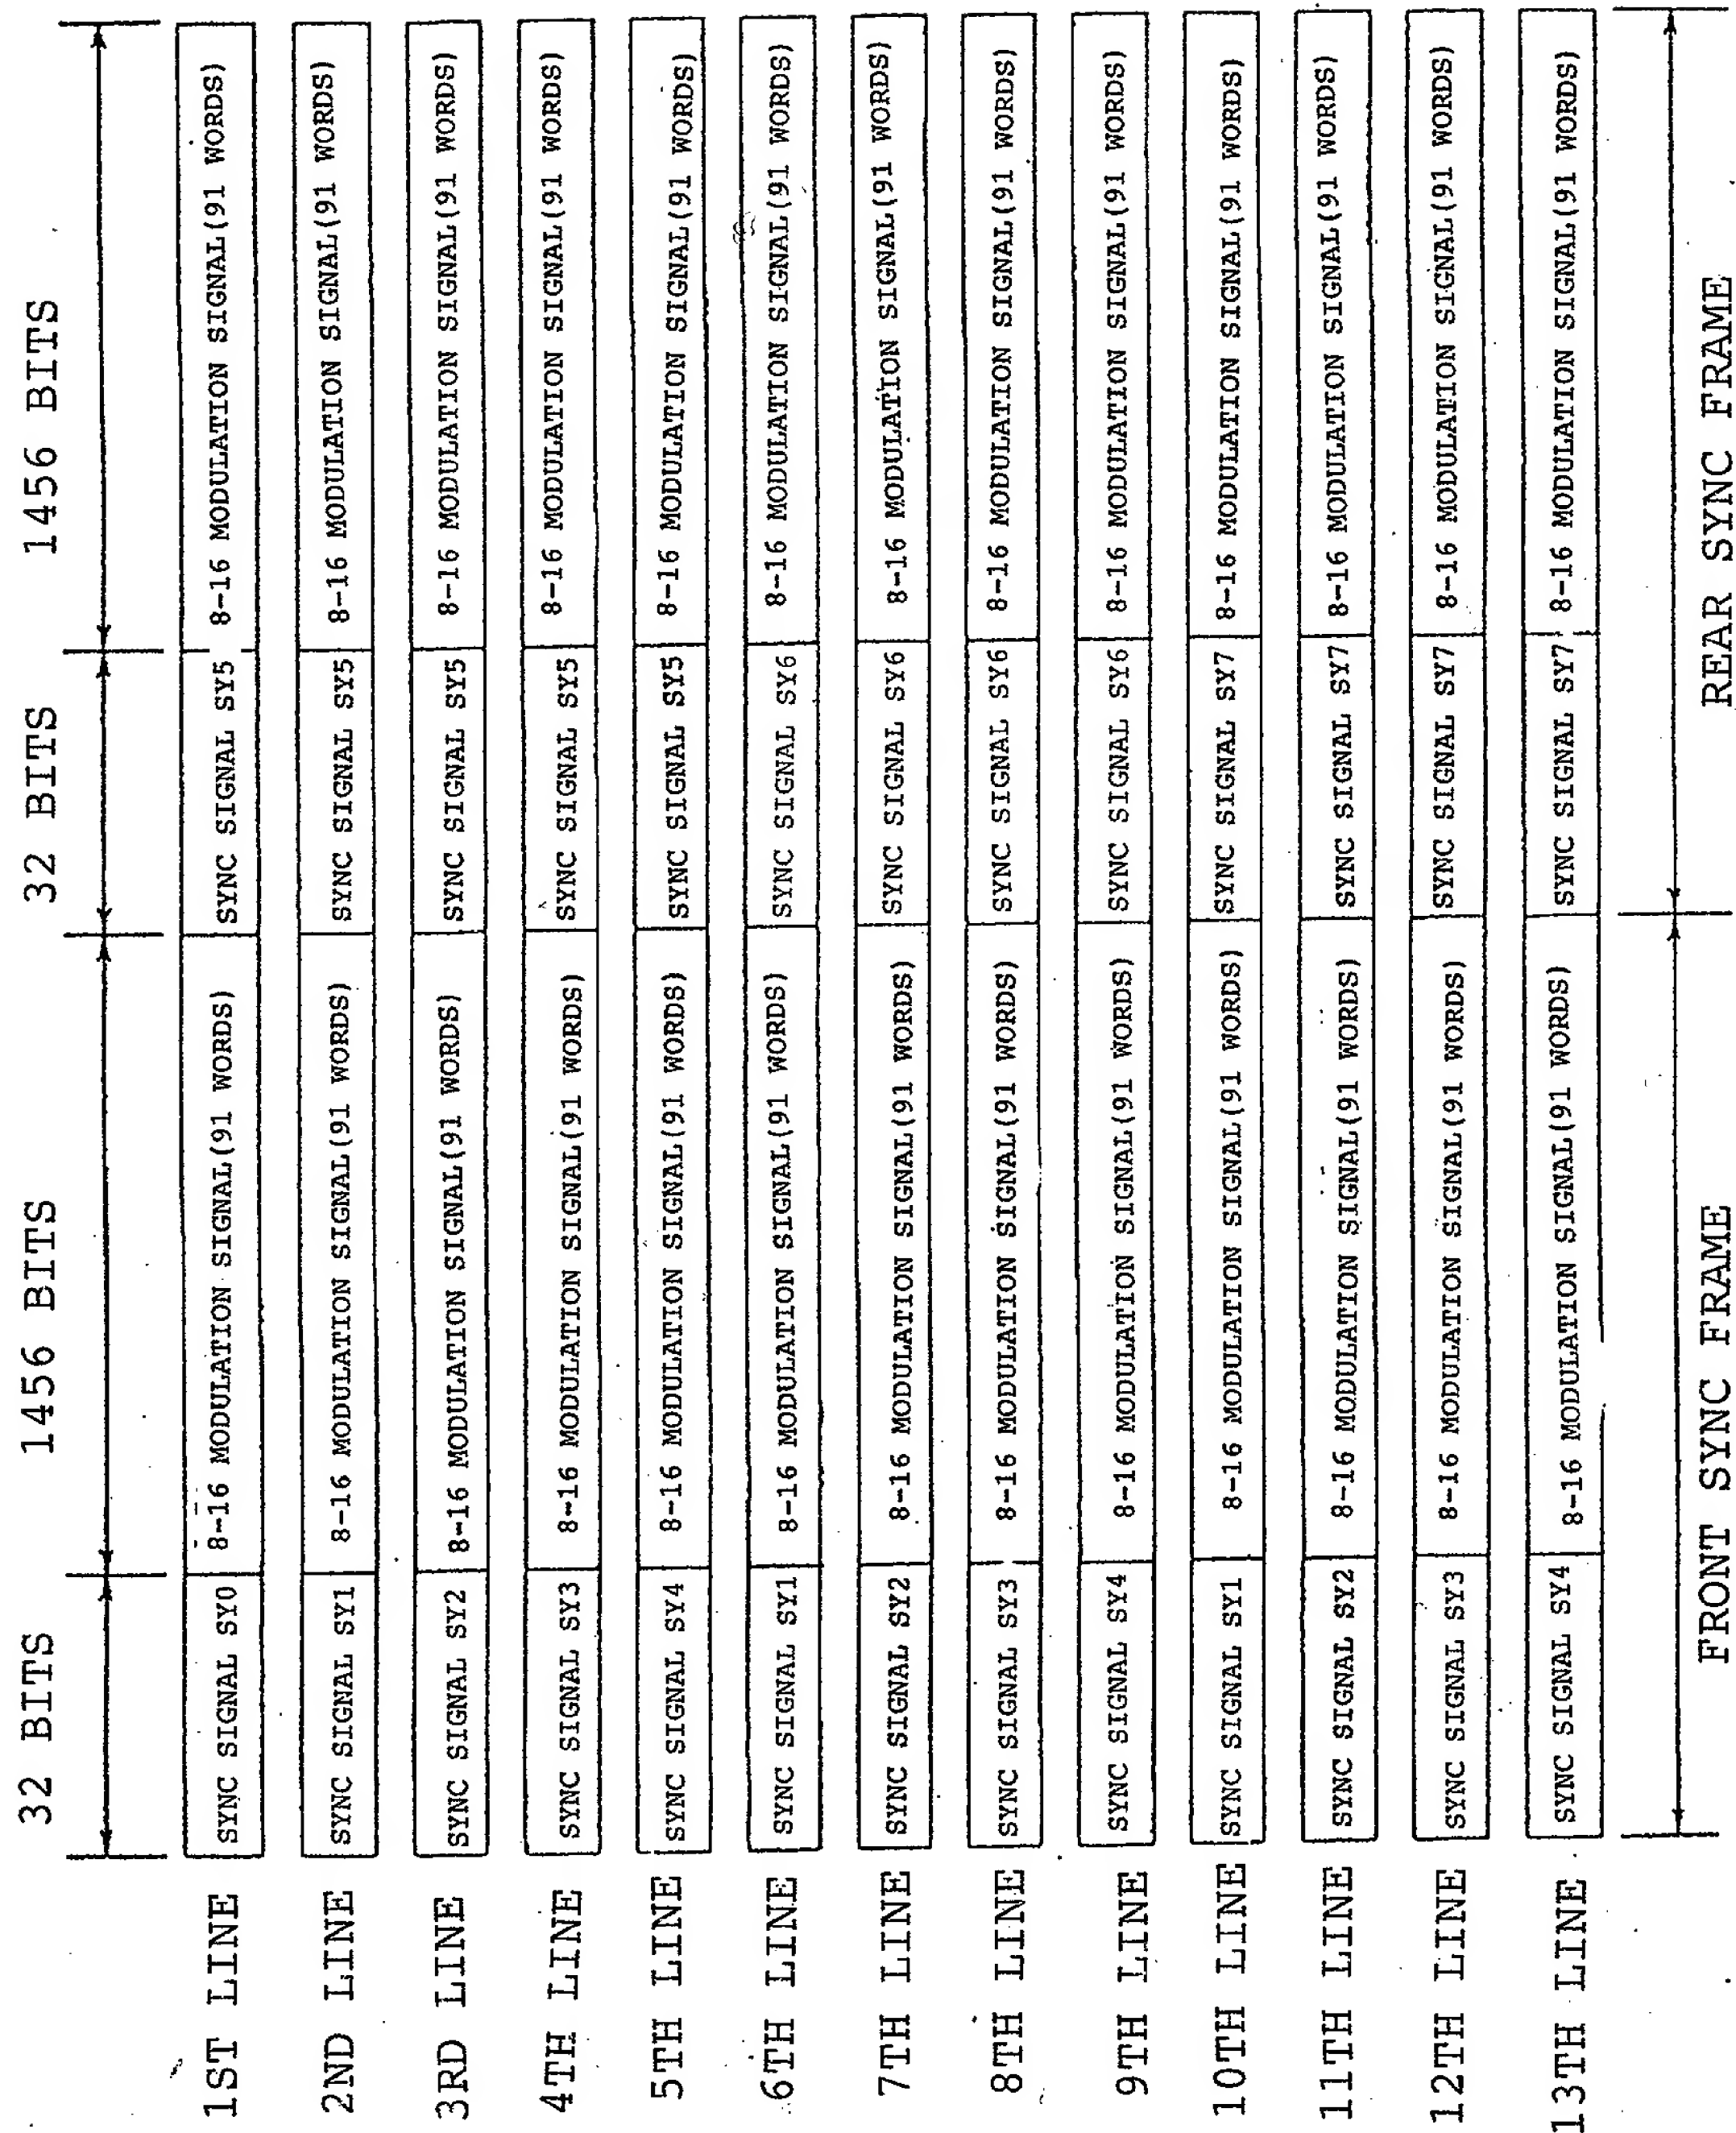 32 BITS 1456 BITS 32 BITS 1456 BITS
1ST LINE SYNC SIGNAL SY0 8-16 MODULATION SIGNAL(91 WORDS) SYNC SIGNAL SY5 8-16 MODULATION SIGNAL(91 WORDS)
2ND LINE SYNC SIGNAL SY1 8-16 MODULATION SIGNAL(91 WORDS) SYNC SIGNAL SY5 8-16 MODULATION SIGNAL(91 WORDS)
3RD LINE SYNC SIGNAL SY2 8-16 MODULATION SIGNAL(91 WORDS) SYNC SIGNAL SY5 8-16 MODULATION SIGNAL(91 WORDS)
4TH LINE SYNC SIGNAL SY3 8-16 MODULATION SIGNAL(91 WORDS) SYNC SIGNAL SY5 8-16 MODULATION SIGNAL(91 WORDS)
5TH LINE SYNC SIGNAL SY4 8-16 MODULATION SIGNAL(91 WORDS) SYNC SIGNAL SY5 8-16 MODULATION SIGNAL(91 WORDS)
6TH LINE SYNC SIGNAL SY1 8-16 MODULATION SIGNAL(91 WORDS) SYNC SIGNAL SY6 8-16 MODULATION SIGNAL(91 WORDS)
7TH LINE SYNC SIGNAL SY2 8-16 MODULATION SIGNAL(91 WORDS) SYNC SIGNAL SY6 8-16 MODULATION SIGNAL(91 WORDS)
8TH LINE SYNC SIGNAL SY3 8-16 MODULATION SIGNAL(91 WORDS) SYNC SIGNAL SY6 8-16 MODULATION SIGNAL(91 WORDS)
9TH LINE SYNC SIGNAL SY4 8-16 MODULATION SIGNAL(91 WORDS) SYNC SIGNAL SY6 8-16 MODULATION SIGNAL(91 WORDS)
10TH LINE SYNC SIGNAL SY1 8-16 MODULATION SIGNAL(91 WORDS) SYNC SIGNAL SY7 8-16 MODULATION SIGNAL(91 WORDS)
11TH LINE SYNC SIGNAL SY2 8-16 MODULATION SIGNAL(91 WORDS) SYNC SIGNAL SY7 8-16 MODULATION SIGNAL(91 WORDS)
12TH LINE SYNC SIGNAL SY3 8-16 MODULATION SIGNAL(91 WORDS) SYNC SIGNAL SY7 8-16 MODULATION SIGNAL(91 WORDS)
13TH LINE SYNC SIGNAL SY4 8-16 MODULATION SIGNAL(91 WORDS) SYNC SIGNAL SY7 8-16 MODULATION SIGNAL(91 WORDS)
FRONT SYNC FRAME REAR SYNC FRAME